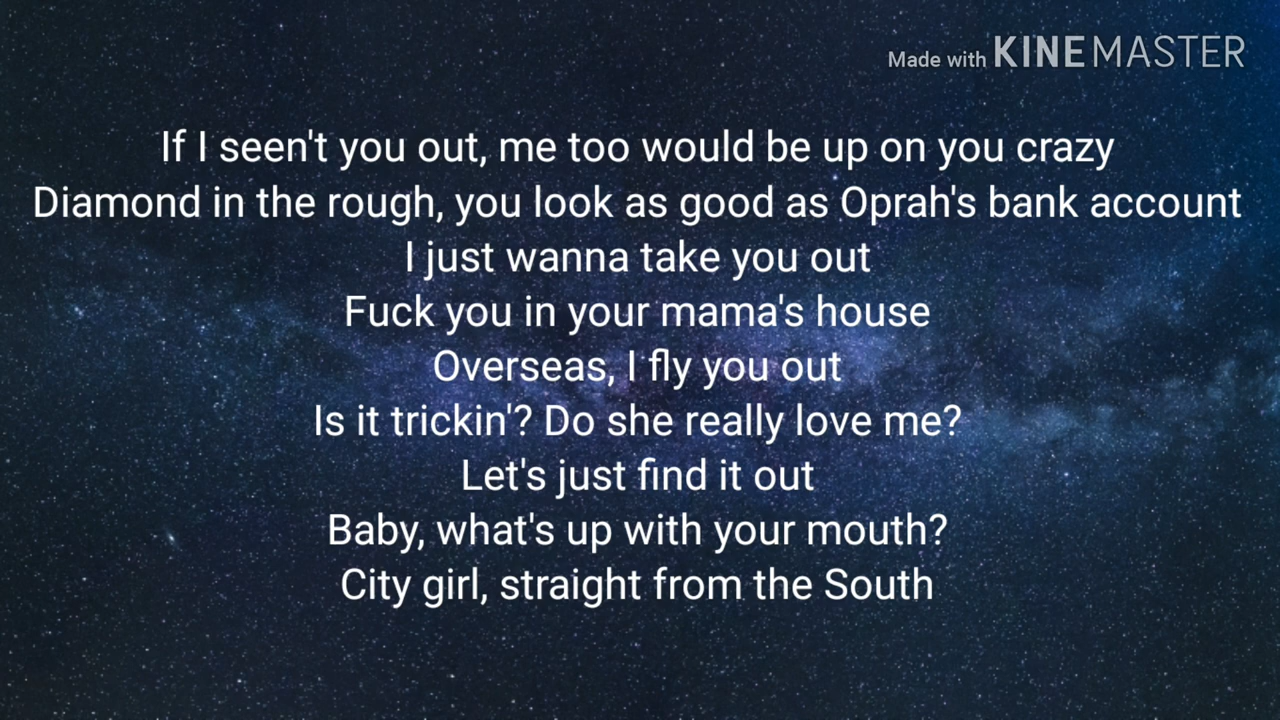 Made with KINEMASTER
If I seen't you out, me too would be up on you crazy
Diamond in the rough, you look as good as Oprah's bank account
I just wanna take you out
Fuck you in your mama's house
Overseas, I fly you out
Is it trickin'? Do she really love me?
Let's just find it out
Baby, what's up with your mouth?
City girl, straight from the South